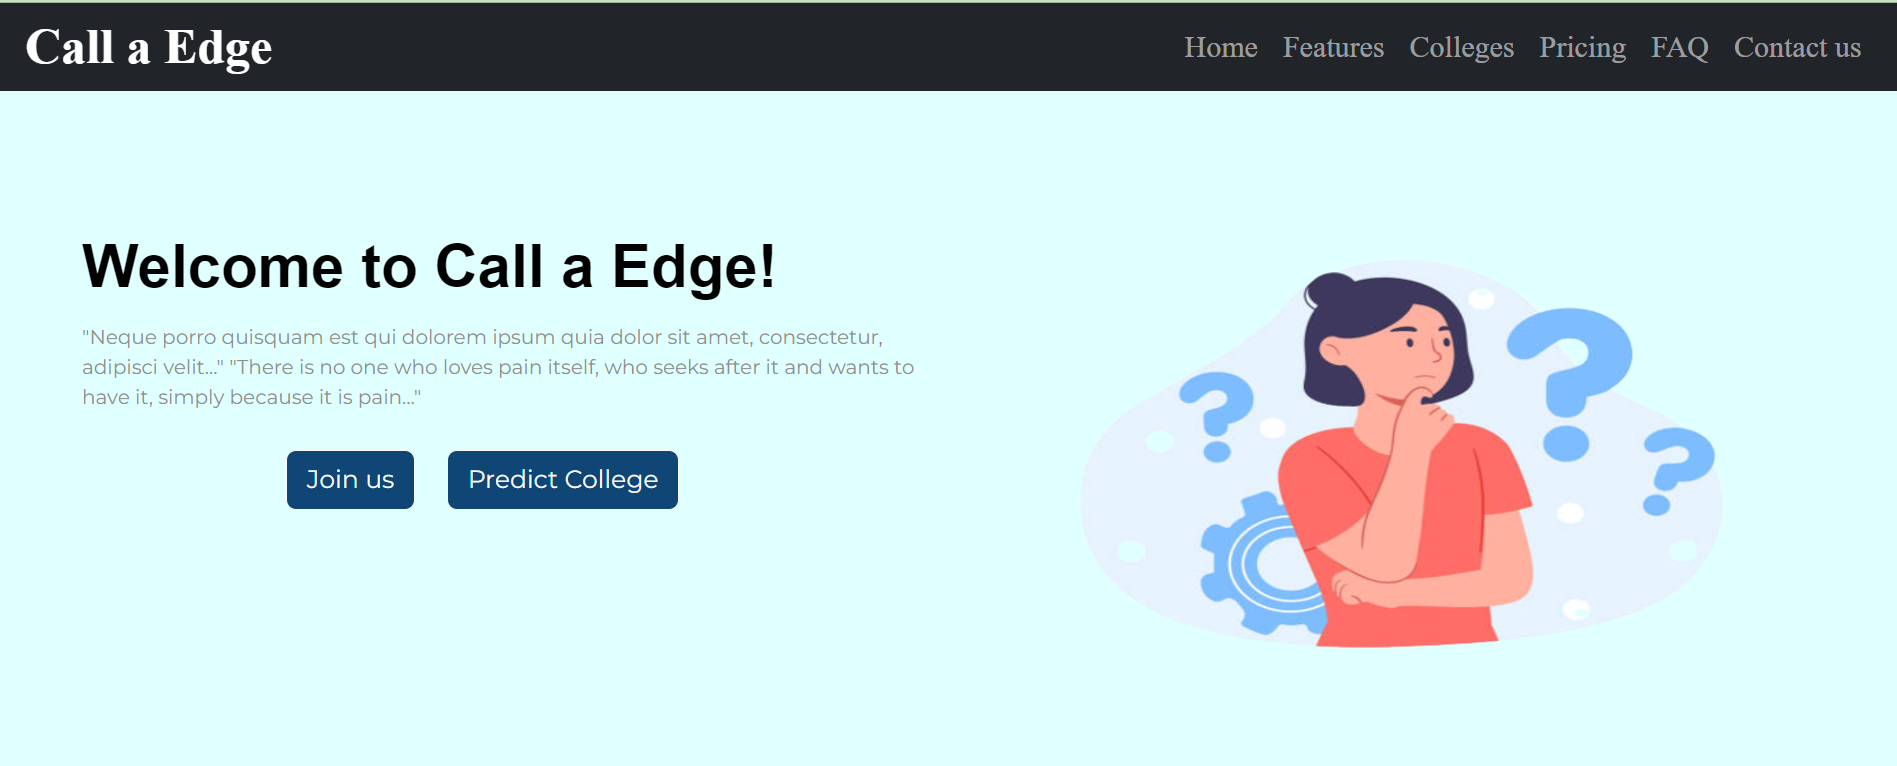 Call a Edge
Home Features Colleges Pricing FAQ Contact us
Welcome to Call a Edge!
"Neque porro quisquam est qui dolorem ipsum quia dolor sit amet, consectetur,
adipisci velit..." "There is no one who loves pain itself, who seeks after it and wants to
have it, simply because it is pain..."
Join us Predict College
? ? ?